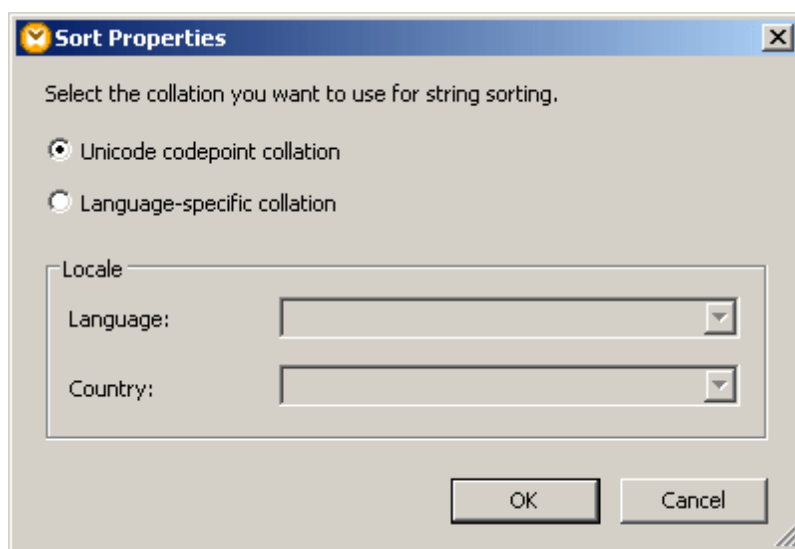 Sort Properties
Select the collation you want to use for string sorting.
Unicode codepoint collation
Language-specific collation
Locale
Language:
Country:
OK Cancel